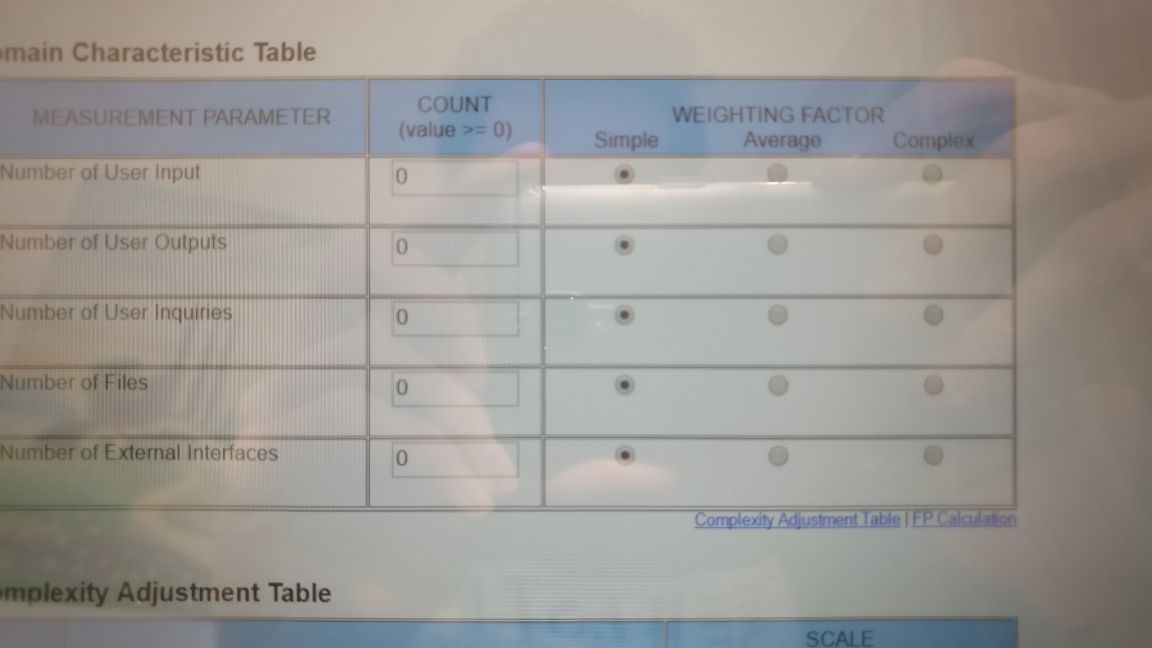 main Characteristic Table
MEASUREMENT PARAMETER
COUNT
(value >= 0)
WEIGHTING FACTOR
Simple Average Complex
Number of User Input 0
Number of User Outputs 0
Number of User Inquiries 0
Number of Files 0
Number of External Interfaces 0
Complexity Adjustment Table | FP Calculation
omplexity Adjustment Table
SCALE